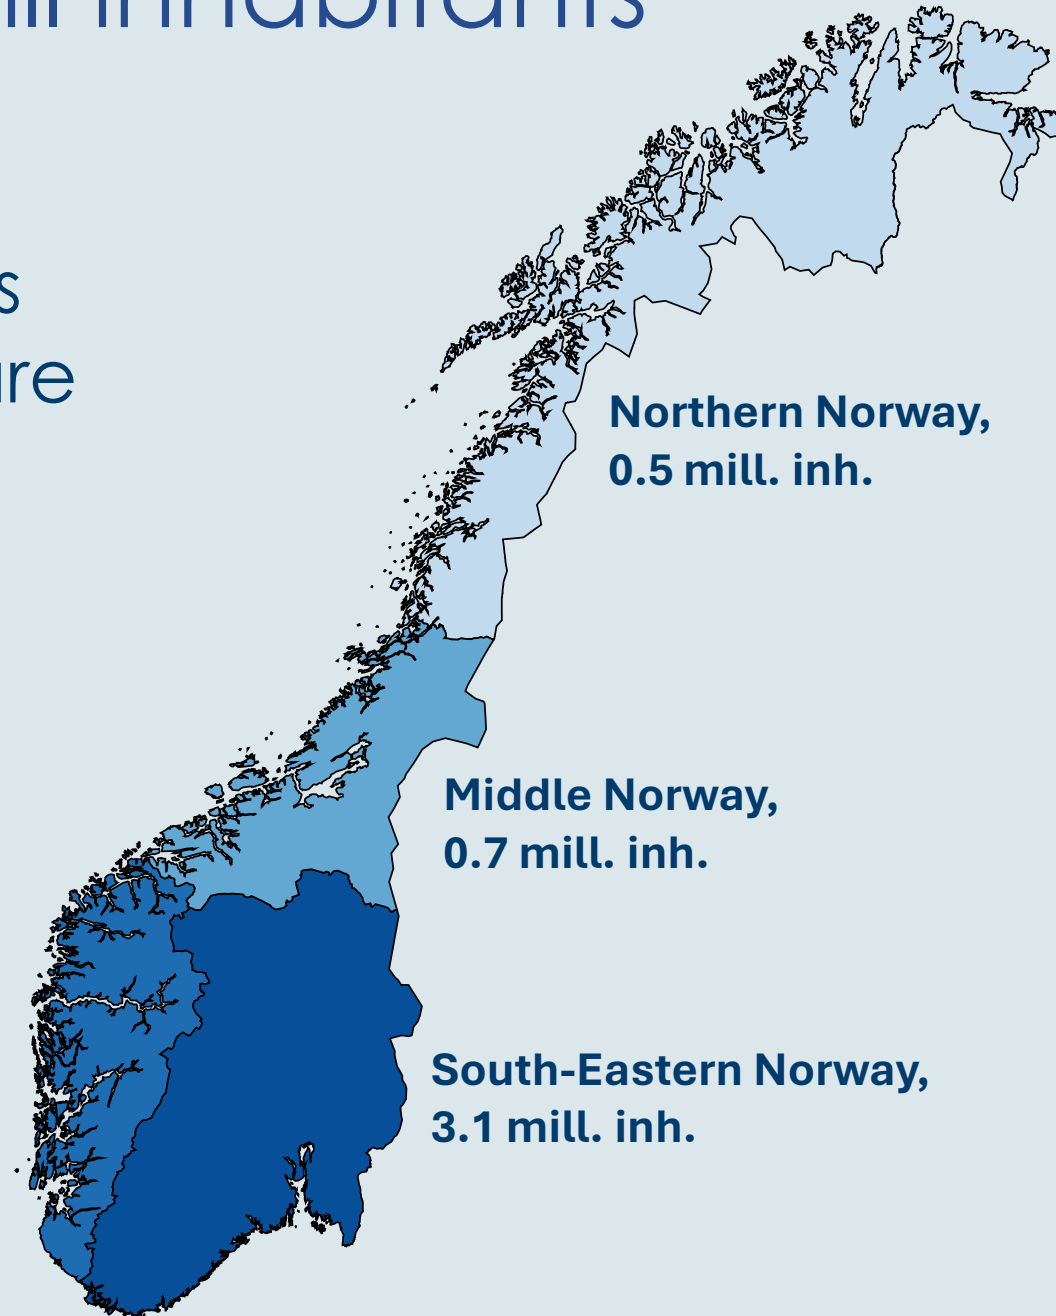 inhabitants
Northern Norway,
0.5 mill. inh.
Middle Norway,
0.7 mill. inh.
South-Eastern Norway,
3.1 mill. inh.